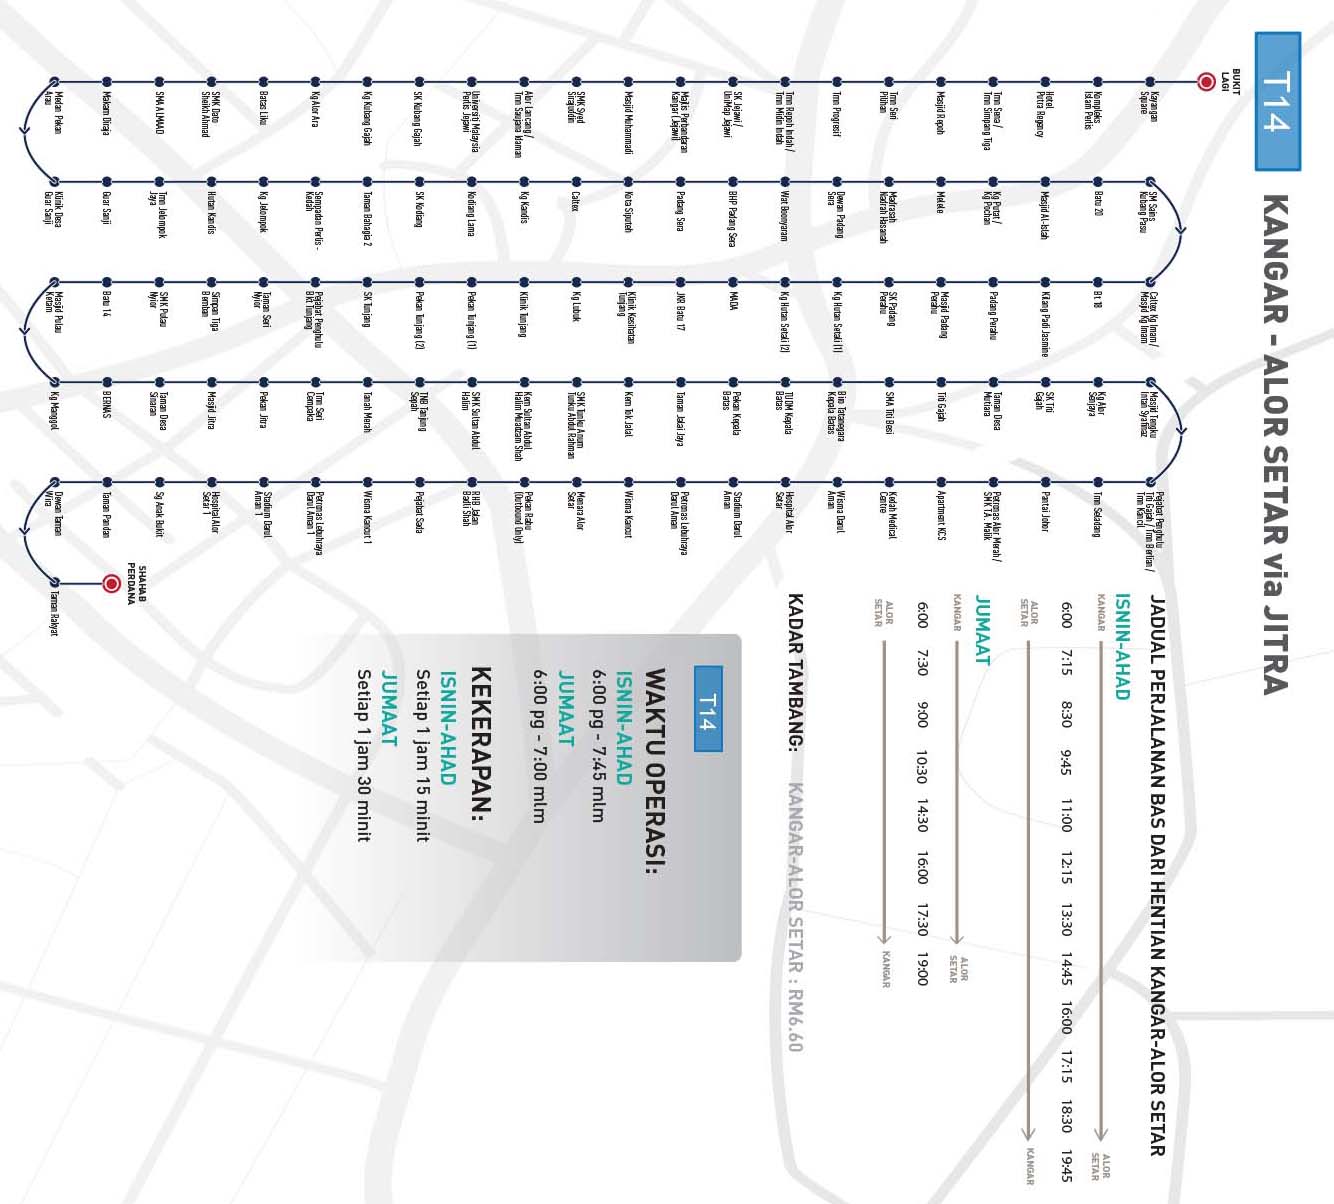 T14
KANGAR - ALOR SETAR via JITRA
BUKIT
LAGI
Kayangan
Square
Kompleks
Islam Perlis
Hotel
Putra Regency
Tmn Sena /
Tmn Simpang Tiga
Masjid Repoh
Tmn Seri
Pilihan
Tmn Progresif
Tmn Repoh Indah /
Tmn Midin Indah
SK Jejawi /
UniMap Jejawi
Majlis Perbandaran
Kangar (Jejawi)
Masjid Muhammadi
SMK Syed
Sirajuddin
Alor Lancang /
Tmn Saujana Idaman
Universiti Malaysia
Perlis Jejawi
SK Kubang Gajah
Kg Kubang Gajah
Kg Alor Ara
Batas Liku
SMK Dato
Sheikh Ahmad
SMA ALMAAD
Makam Diraja
Medan Pekan
Arau
SM Sains
Kubang Pasu
Batu 20
Masjid Al-Islah
Kg Putat /
Kg Pochan
Melele
Madrasah
Nadrah Hasanah
Dewan Padang
Sera
Wat Boonyaram
BHP Padang Sera
Padang Sera
Kota Siputeh
Caltex
Kg Kandis
Kodiang Lama
SK Kodiang
Taman Bahagia 2
Sempadan Perlis -
Kedah
Kg Jelompok
Hutan Kandis
Tmn Jelompok
Jaya
Guar Sanji
Klinik Desa
Guar Sanji
Caltex Kg Imam /
Masjid Kg Imam
Bt 18
Kilang Padi Jasmine
Padang Perahu
Masjid Padang
Perahu
SK Padang
Perahu
Kg Hutan Setali (1)
Kg Hutan Setali (2)
MADA
JKR Batu 17
Klinik Kesihatan
Tunjang
Kg Lubuk
Klinik Tunjang
Pekan Tunjang (1)
Pekan Tunjang (2)
SK Tunjang
Pejabat Penghulu
Bkt Tunjang
Taman Seri
Nyior
Simpan Tiga
Bemban
SMK Pulau
Nyior
Batu 14
Masjid Pulau
Ketam
Masjid Tengku
Intan Syafinaz
Kg Alor
Senjaya
SK Titi
Gajah
Taman Desa
Mutiara
Titi Gajah
SMA Titi Besi
Biro Tatanegara
Kepala Batas
TUDM Kepala
Batas
Pekan Kepala
Batas
Taman Jalai Jaya
Kem Tok Jalal
SMK Tunku Anum
Tunku Abdul Rahman
Kem Sultan Abdul
Halim Muadzam Shah
SMK Sultan Abdul
Halim
TNB Tanjung
Sepah
Tanah Merah
Tmn Seri
Cempaka
Pekan Jitra
Masjid Jitra
Taman Desa
Sinaran
BERNAS
Kg Manggol
Pejabat Penghulu
Titi Gajah / Tmn Berlian /
Tmn Kancil
Tmn Seladang
Pantai Johor
Petronas Alor Merah /
SMK T.A. Malik
Apartment KCS
Kedah Medical
Centre
Wisma Darul
Aman
Hospital Alor
Setar
Stadium Darul
Aman
Petronas Lebuhraya
Darul Aman
Wisma Kancut
Menara Alor
Setar
Pekan Rabu
(Outbound Only)
RHB Jalan
Badli Shah
Pejabat Sada
Wisma Kancut 1
Petronas Lebuhraya
Darul Aman 1
Stadium Darul
Aman 1
Hospital Alor
Setar 1
Sg Anak Bukit
Taman Pandan
Dewan Taman
Wira
SHAHAB
PERDANA
Taman Rakyat
JADUAL PERJALANAN BAS DARI HENTIAN KANGAR-ALOR SETAR
ISNIN-AHAD
KANGAR
ALOR
SETAR
6:00 7:15 8:30 9:45 11:00 12:15 13:30 14:45 16:00 17:15 18:30 19:45
ALOR
SETAR
KANGAR
JUMAAT
KANGAR
ALOR
SETAR
6:00 7:30 9:00 10:30 14:30 16:00 17:30 19:00
ALOR
SETAR
KANGAR
KADAR TAMBANG: KANGAR-ALOR SETAR : RM6.60
T14
WAKTU OPERASI:
ISNIN-AHAD
6:00 pg - 7:45 mlm
JUMAAT
6:00 pg - 7:00 mlm
KEKERAPAN:
ISNIN-AHAD
Setiap 1 jam 15 minit
JUMAAT
Setiap 1 jam 30 minit